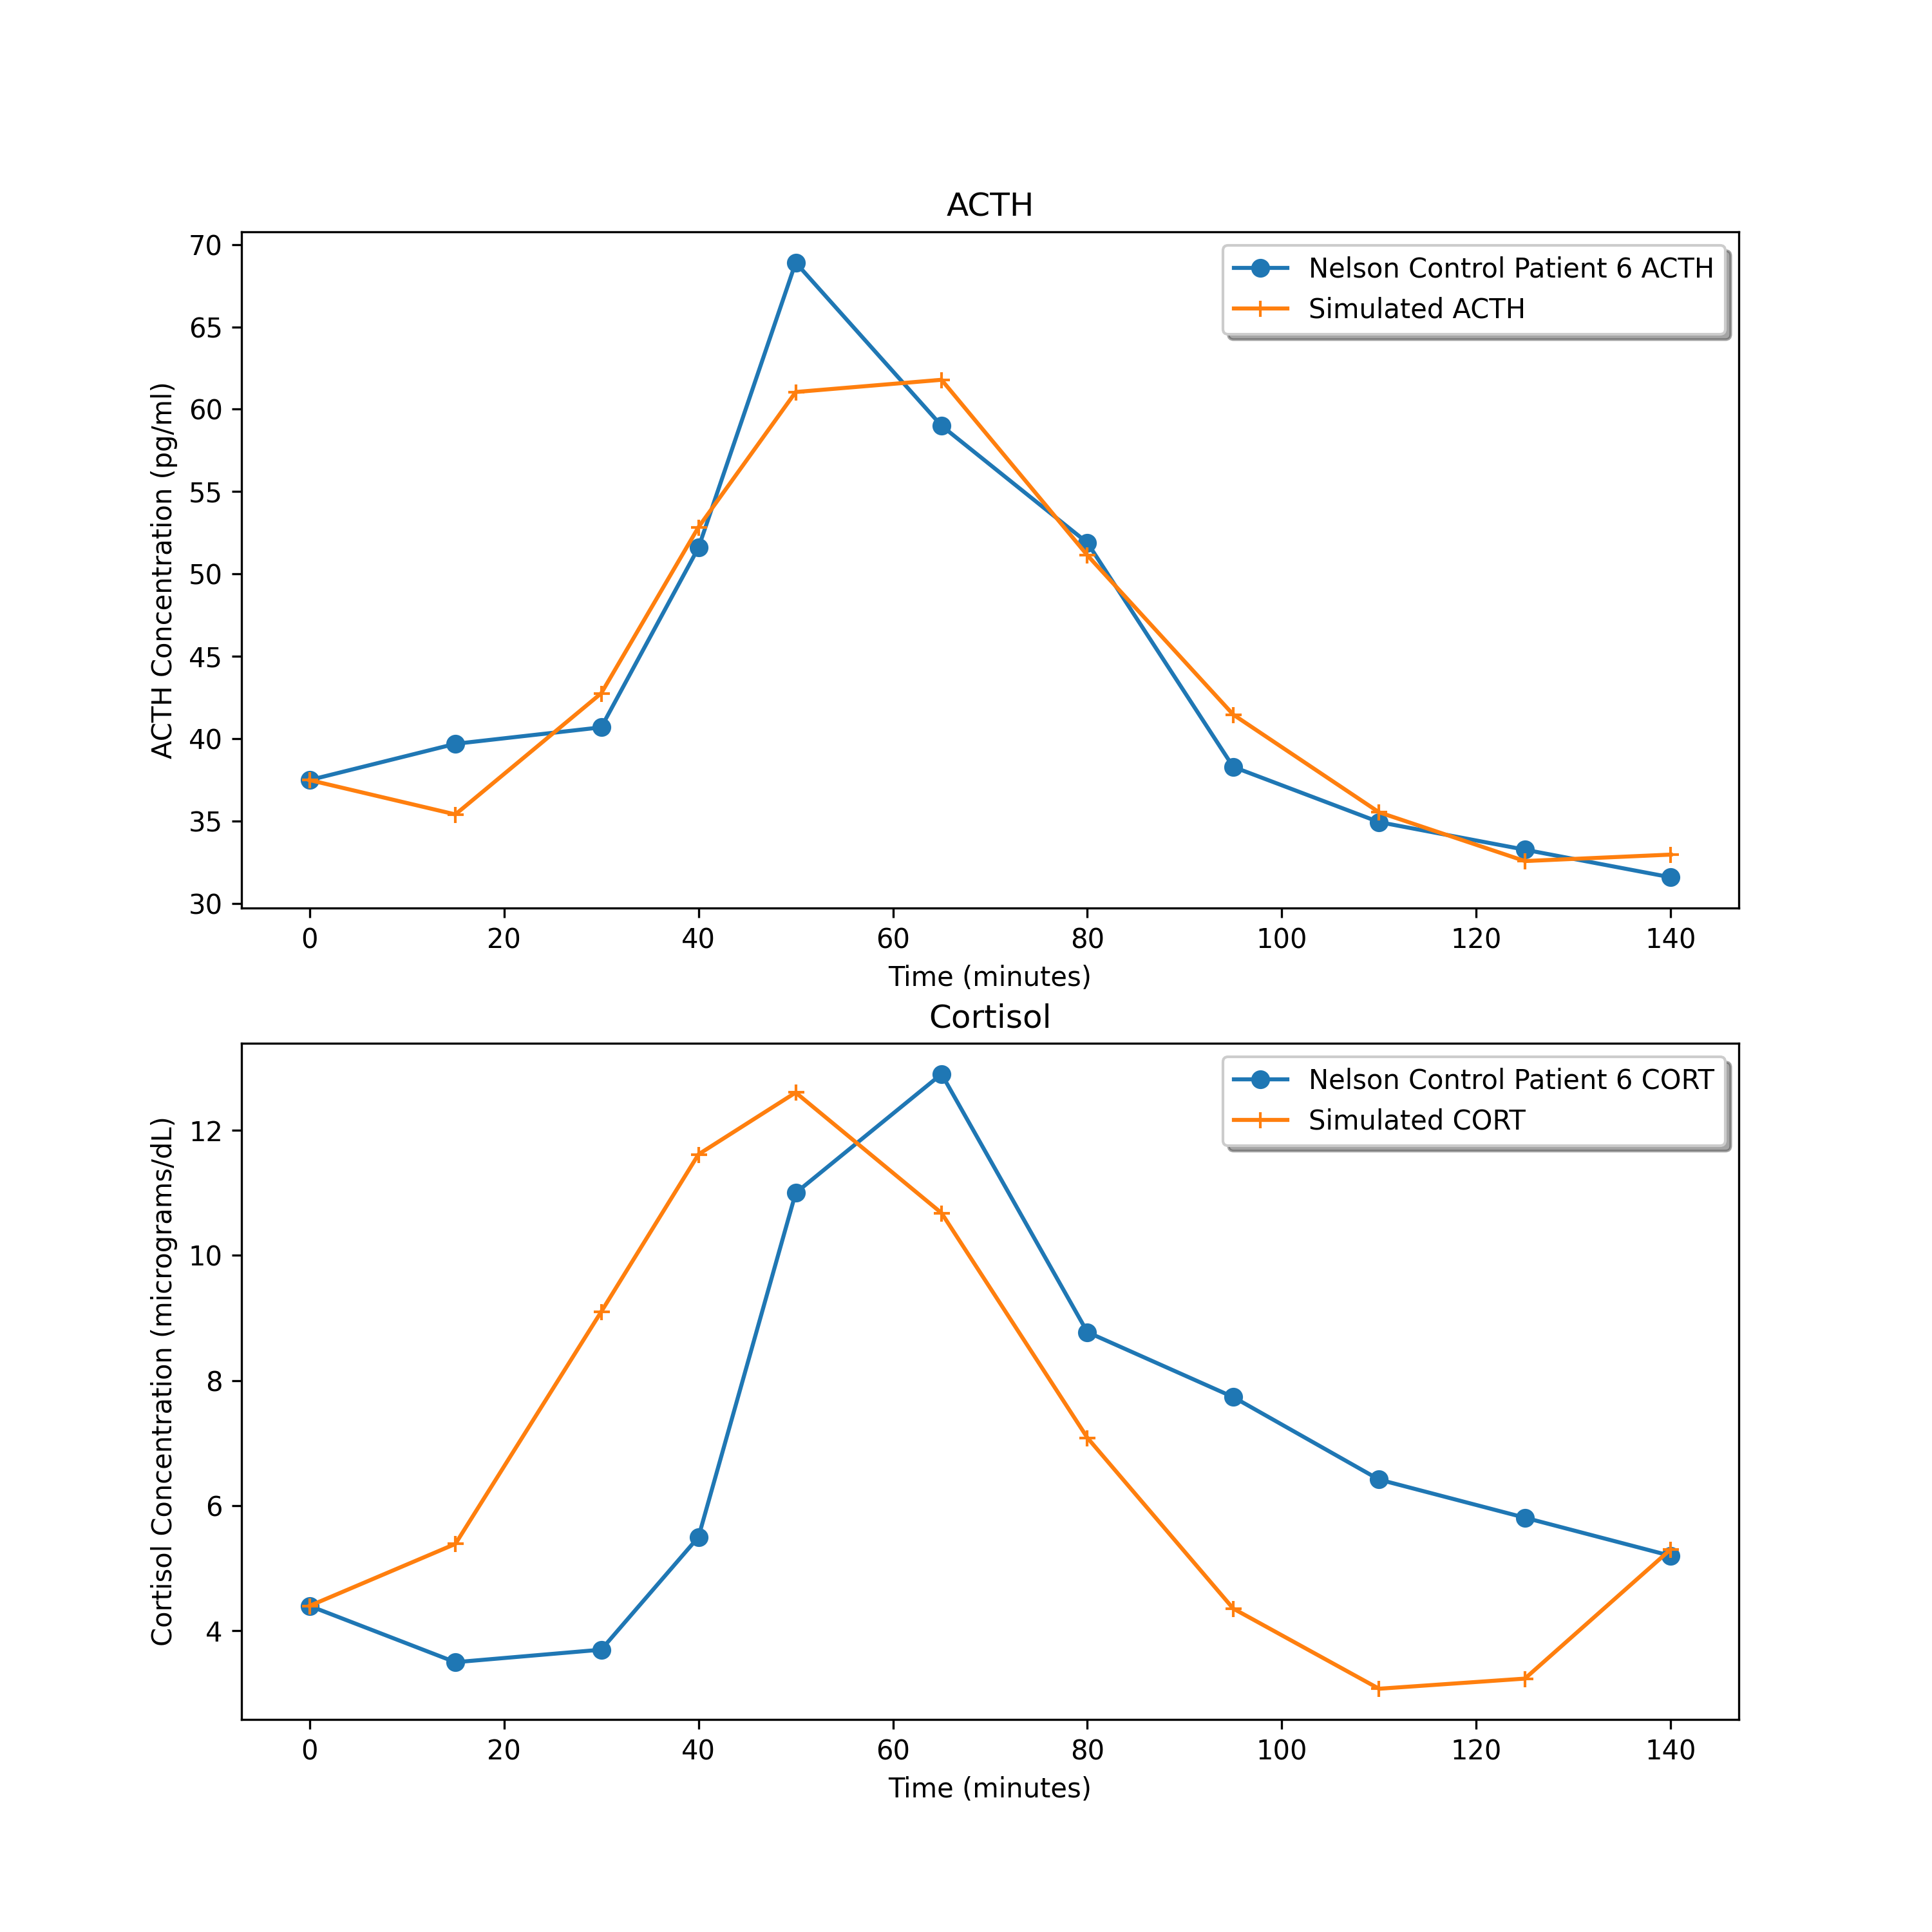 ACTH
70
65
60
55
50
45
40
35
30
ACTH Concentration (pg/ml)
Nelson Control Patient 6 ACTH
Simulated ACTH
0 20 40 60 80 100 120 140
Time (minutes)
Cortisol
12
10
8
6
4
Cortisol Concentration (micrograms/dL)
Nelson Control Patient 6 CORT
Simulated CORT
0 20 40 60 80 100 120 140
Time (minutes)